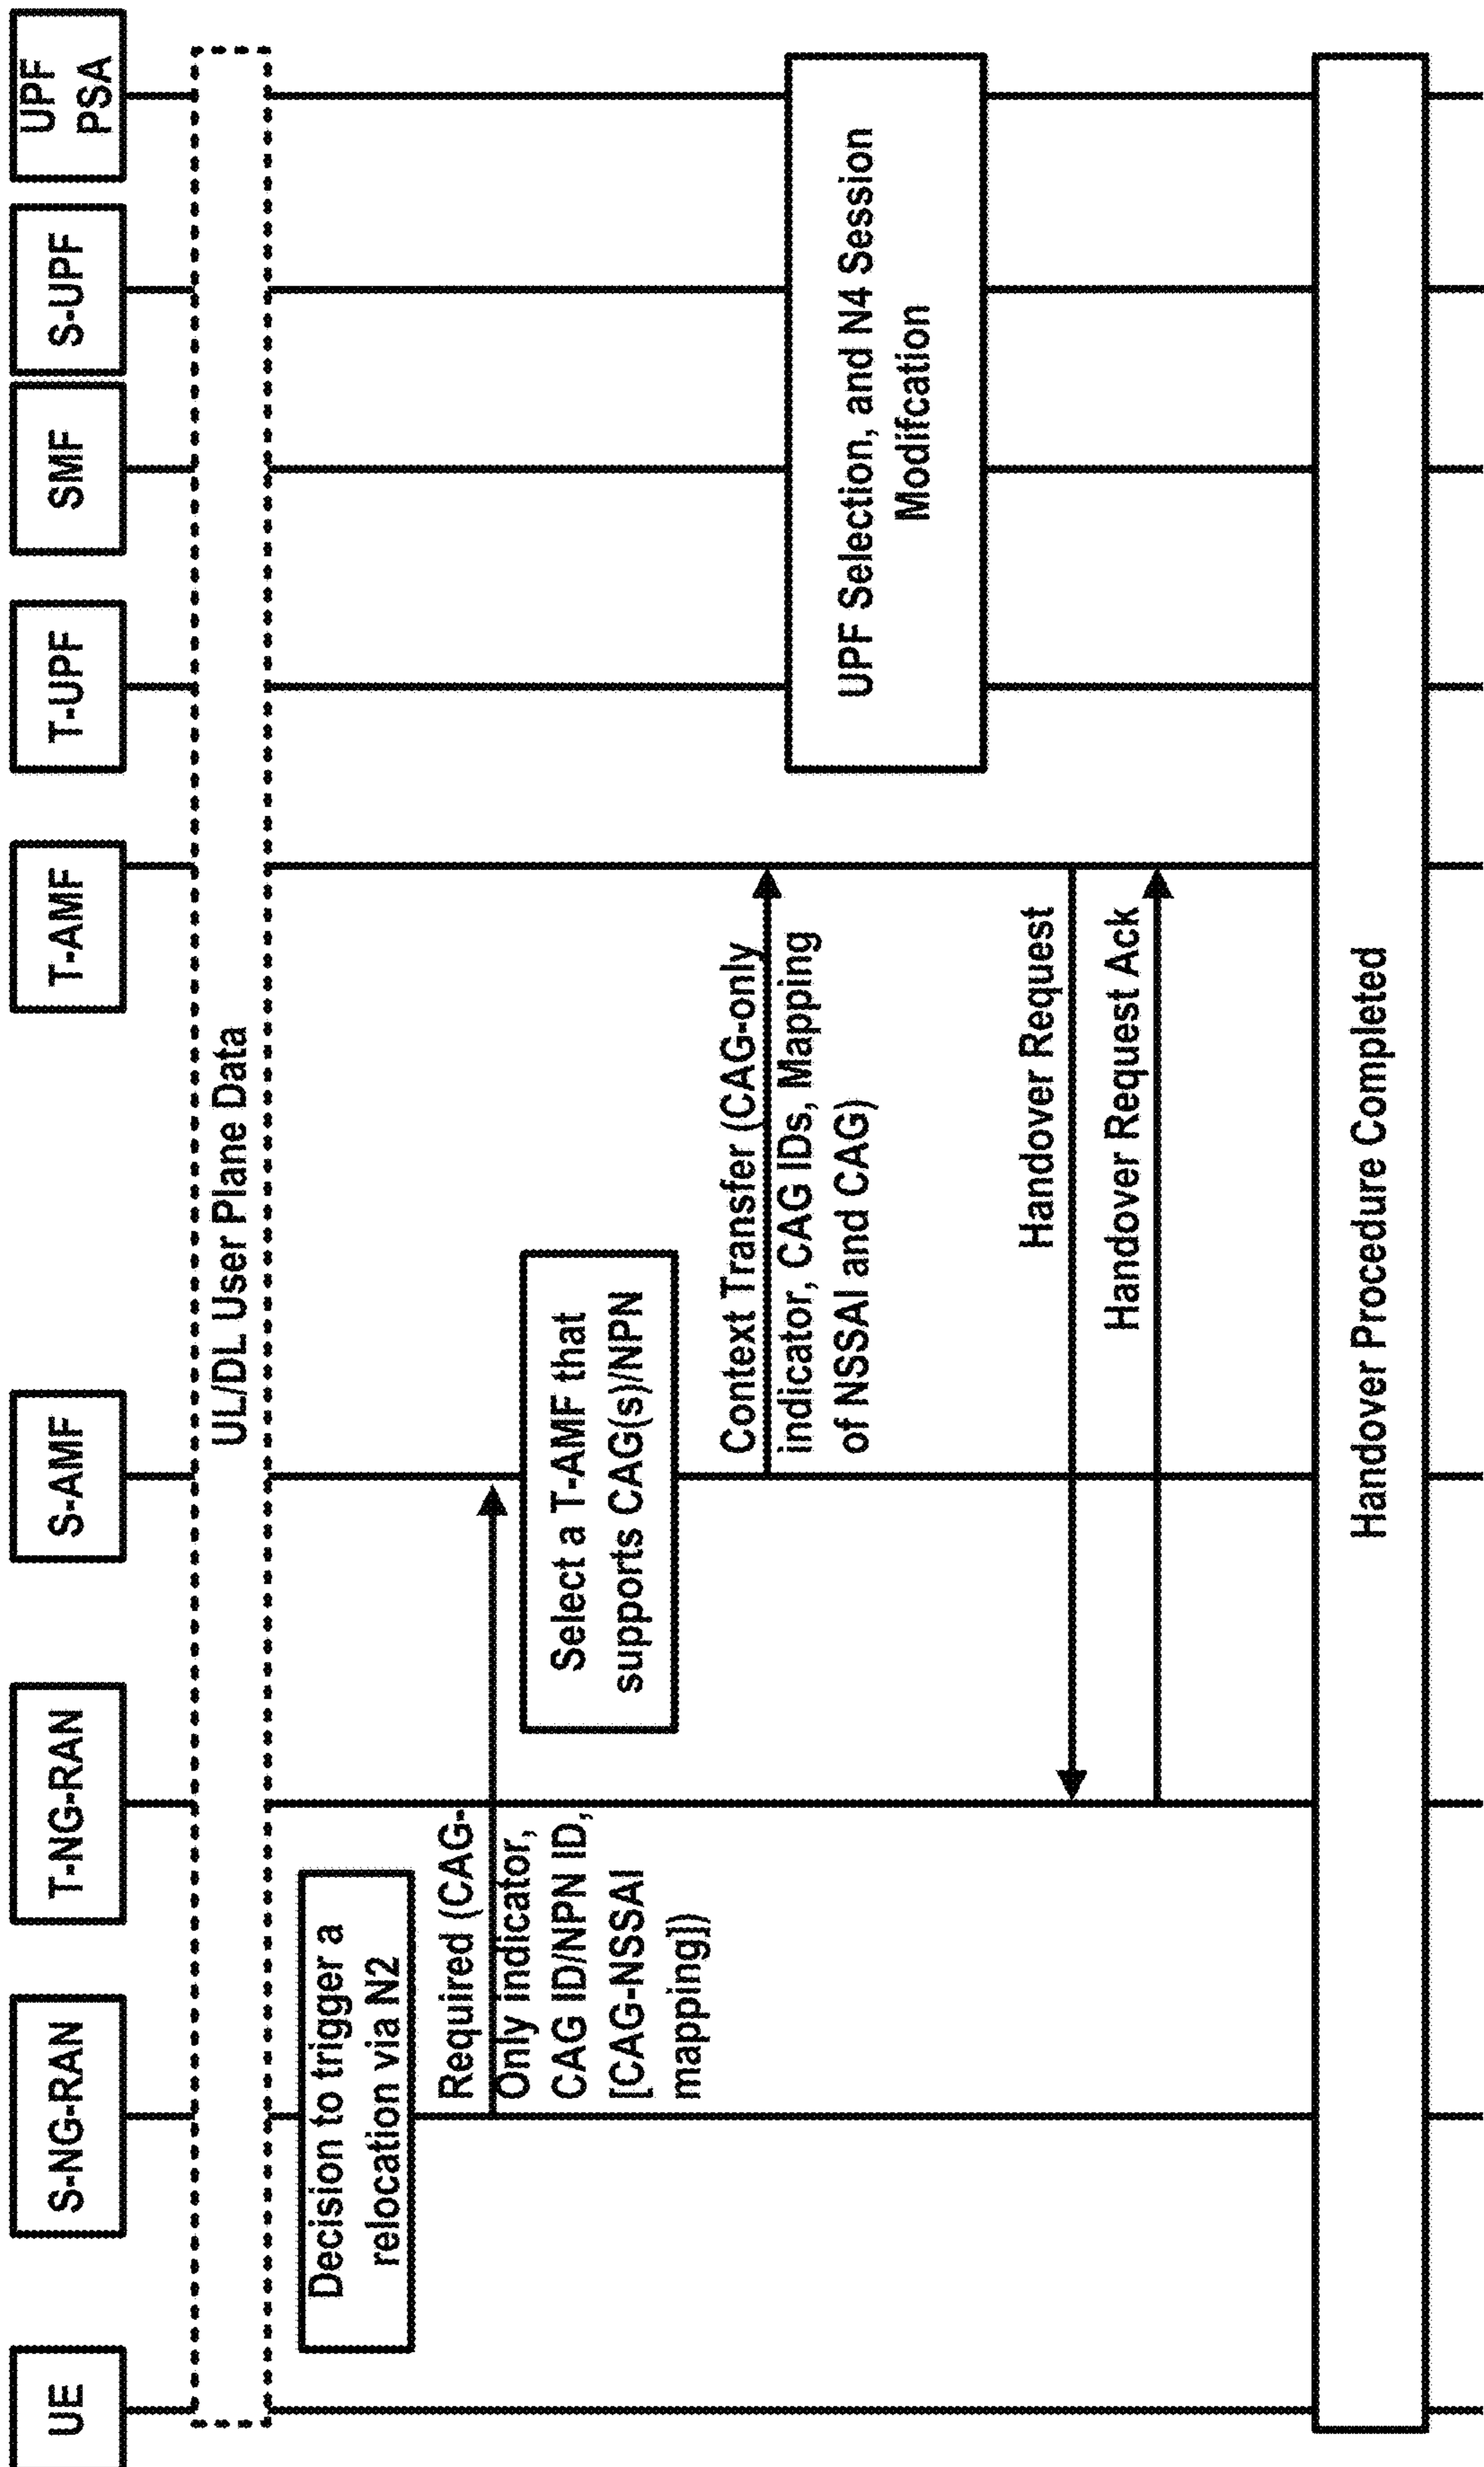 UE
S-NG-RAN
T-NG-RAN
S-AMF
T-AMF
T-UPF
SMF
S-UPF
UPF
PSA
UL/DL User Plane Data
Decision to trigger a
relocation via N2
Required (CAG-
Only indicator,
CAG ID/NPN ID,
[CAG-NSSAI
mapping])
Select a T-AMF that
supports CAG(s)/NPN
Context Transfer (CAG-only
indicator, CAG IDs, Mapping
of NSSAI and CAG)
UPF Selection, and N4 Session
Modifcation
Handover Request
Handover Request Ack
Handover Procedure Completed